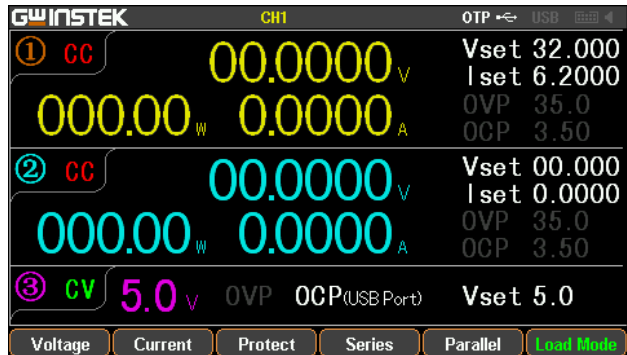 GWINSTEK CH1 OTP USB
① CC 00.0000 V Vset 32.000
Iset 6.2000
000.00 W 0.0000 A OVP 35.0
OCP 3.50
② CC 00.0000 V Vset 00.000
Iset 0.0000
000.00 W 0.0000 A OVP 35.0
OCP 3.50
③ CV 5.0 V OVP OCP(USB Port) Vset 5.0
Voltage Current Protect Series Parallel Load Mode